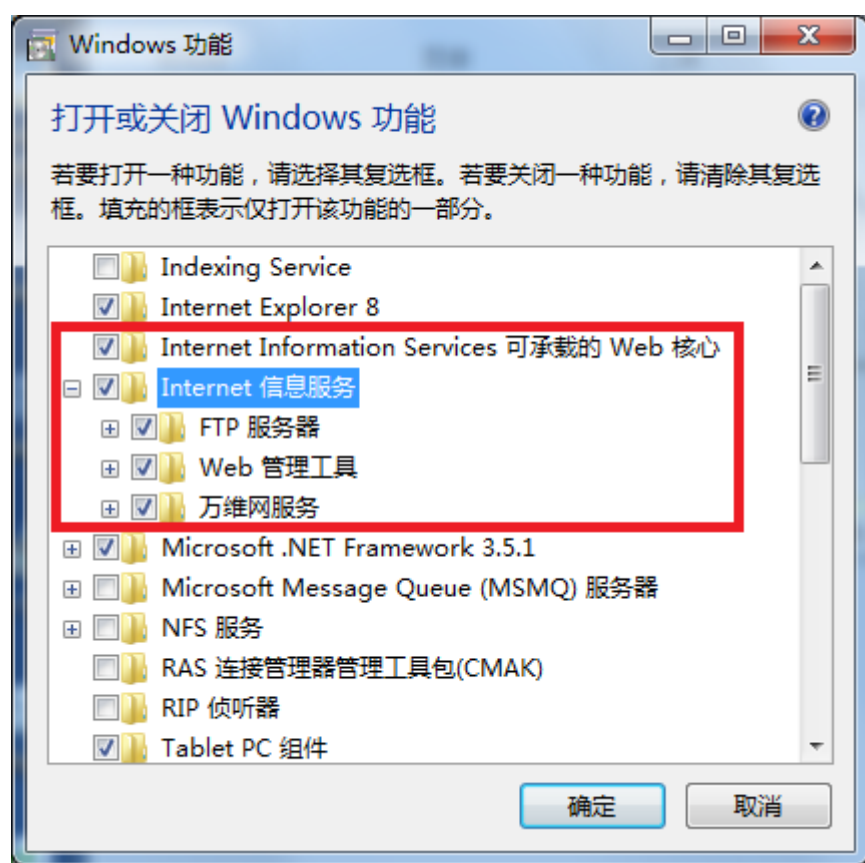 Windows 功能
打开或关闭 Windows 功能
若要打开一种功能，请选择其复选框。若要关闭一种功能，请清除其复选
框。填充的框表示仅打开该功能的一部分。
Indexing Service
Internet Explorer 8
Internet Information Services 可承载的 Web 核心
Internet 信息服务
FTP 服务器
Web 管理工具
万维网服务
Microsoft .NET Framework 3.5.1
Microsoft Message Queue (MSMQ) 服务器
NFS 服务
RAS 连接管理器管理工具包(CMAK)
RIP 侦听器
Tablet PC 组件
确定 取消